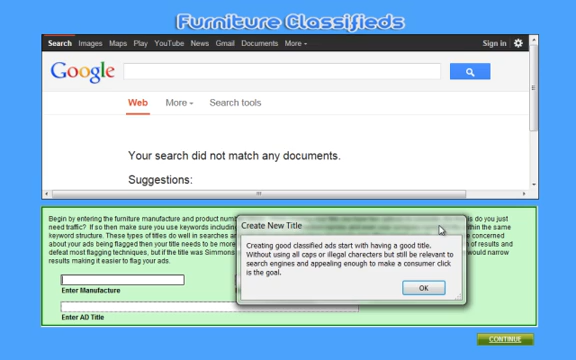 Furniture Classifieds
Search Images Maps Play YouTube News Gmail Documents More Sign in
Google
Web More Search tools
Your search did not match any documents.
Suggestions:
Begin by entering the furniture manufacture and product num
do you just
need traffic? If so then make sure you use keywords including
within the same
keyword structure. These types of titles do well in searches
concerned
about your ads being flagged then your title needs to be more
of results and
defeat most flagging techniques, but if the title was Simmons
would narrow
results making it easier to flag your ads.
Create New Title
Creating good classified ads start with having a good title.
Without using all caps or illegal charecters but still be relevant to
search engines and appealing enough to make a consumer click
is the goal.
OK
Enter Manufacture
Enter AD Title
CONTINUE